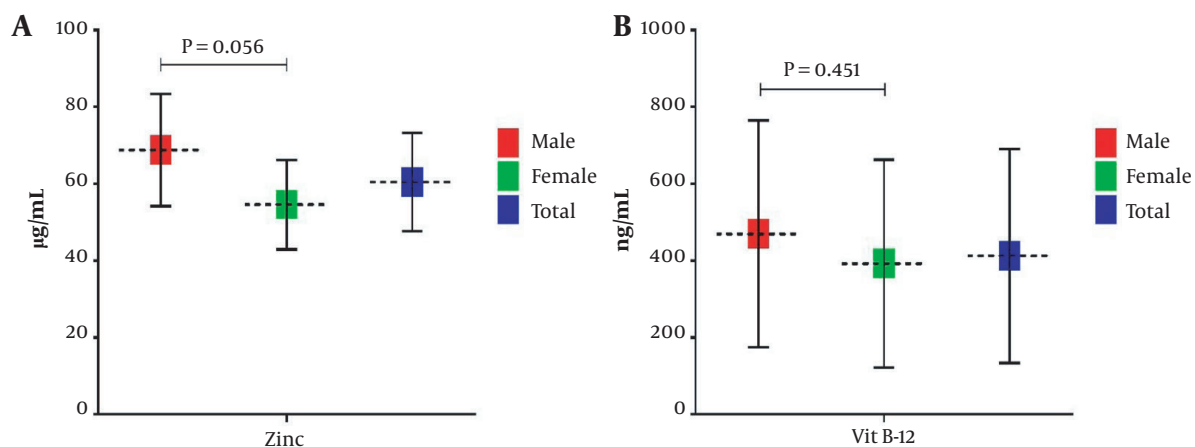 A
100
80
60
40
20
0
µg/mL
P = 0.056
Male
Female
Total
Zinc
B
1000
800
600
400
200
0
ng/mL
P = 0.451
Male
Female
Total
Vit B-12